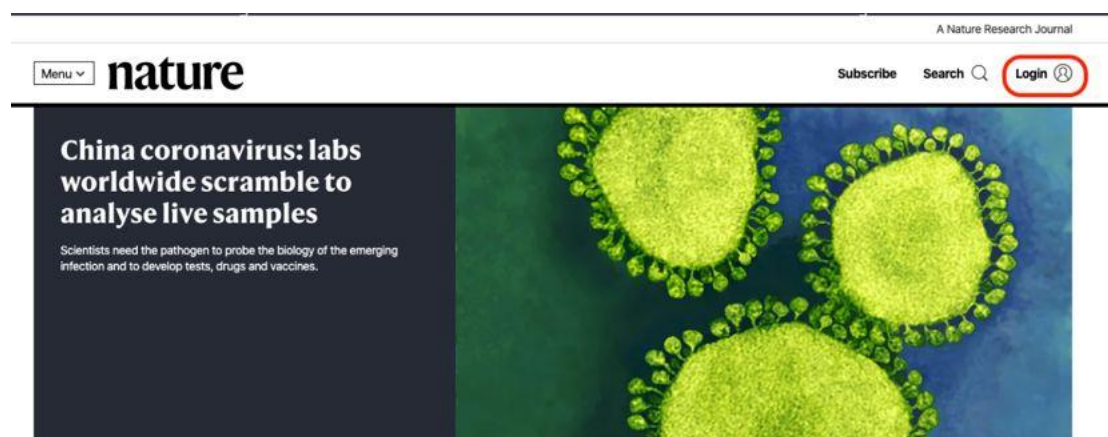 A Nature Research Journal
Menu
nature
Subscribe
Search
Login
China coronavirus: labs
worldwide scramble to
analyse live samples
Scientists need the pathogen to probe the biology of the emerging
infection and to develop tests, drugs and vaccines.